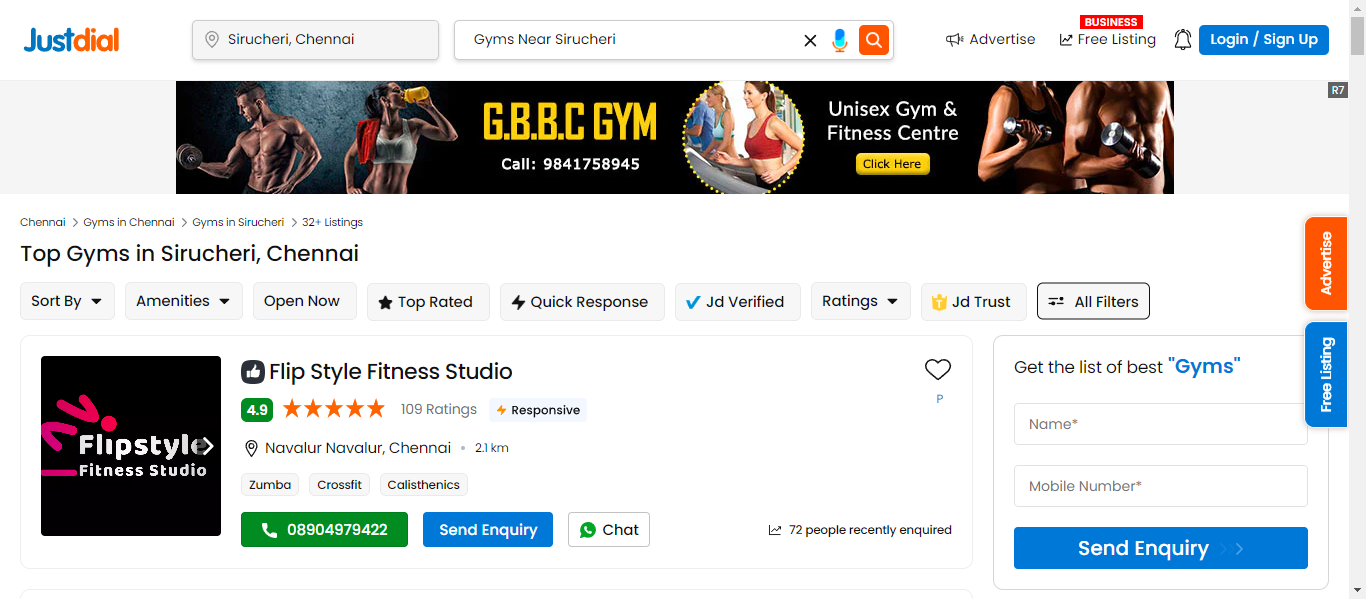 Justdial
Sirucheri, Chennai
Gyms Near Sirucheri
Advertise
BUSINESS
Free Listing
Login / Sign Up
R7
G.B.B.C GYM
Call: 9841758945
Unisex Gym &
Fitness Centre
Click Here
Chennai > Gyms in Chennai > Gyms in Sirucheri > 32+ Listings
Top Gyms in Sirucheri, Chennai
Sort By
Amenities
Open Now
Top Rated
Quick Response
Jd Verified
Ratings
Jd Trust
All Filters
Advertise
Free Listing
Flipstyle
Fitness Studio
Flip Style Fitness Studio
P
4.9
109 Ratings
Responsive
Navalur Navalur, Chennai • 2.1 km
Zumba
Crossfit
Calisthenics
08904979422
Send Enquiry
Chat
72 people recently enquired
Get the list of best "Gyms"
Name*
Mobile Number*
Send Enquiry